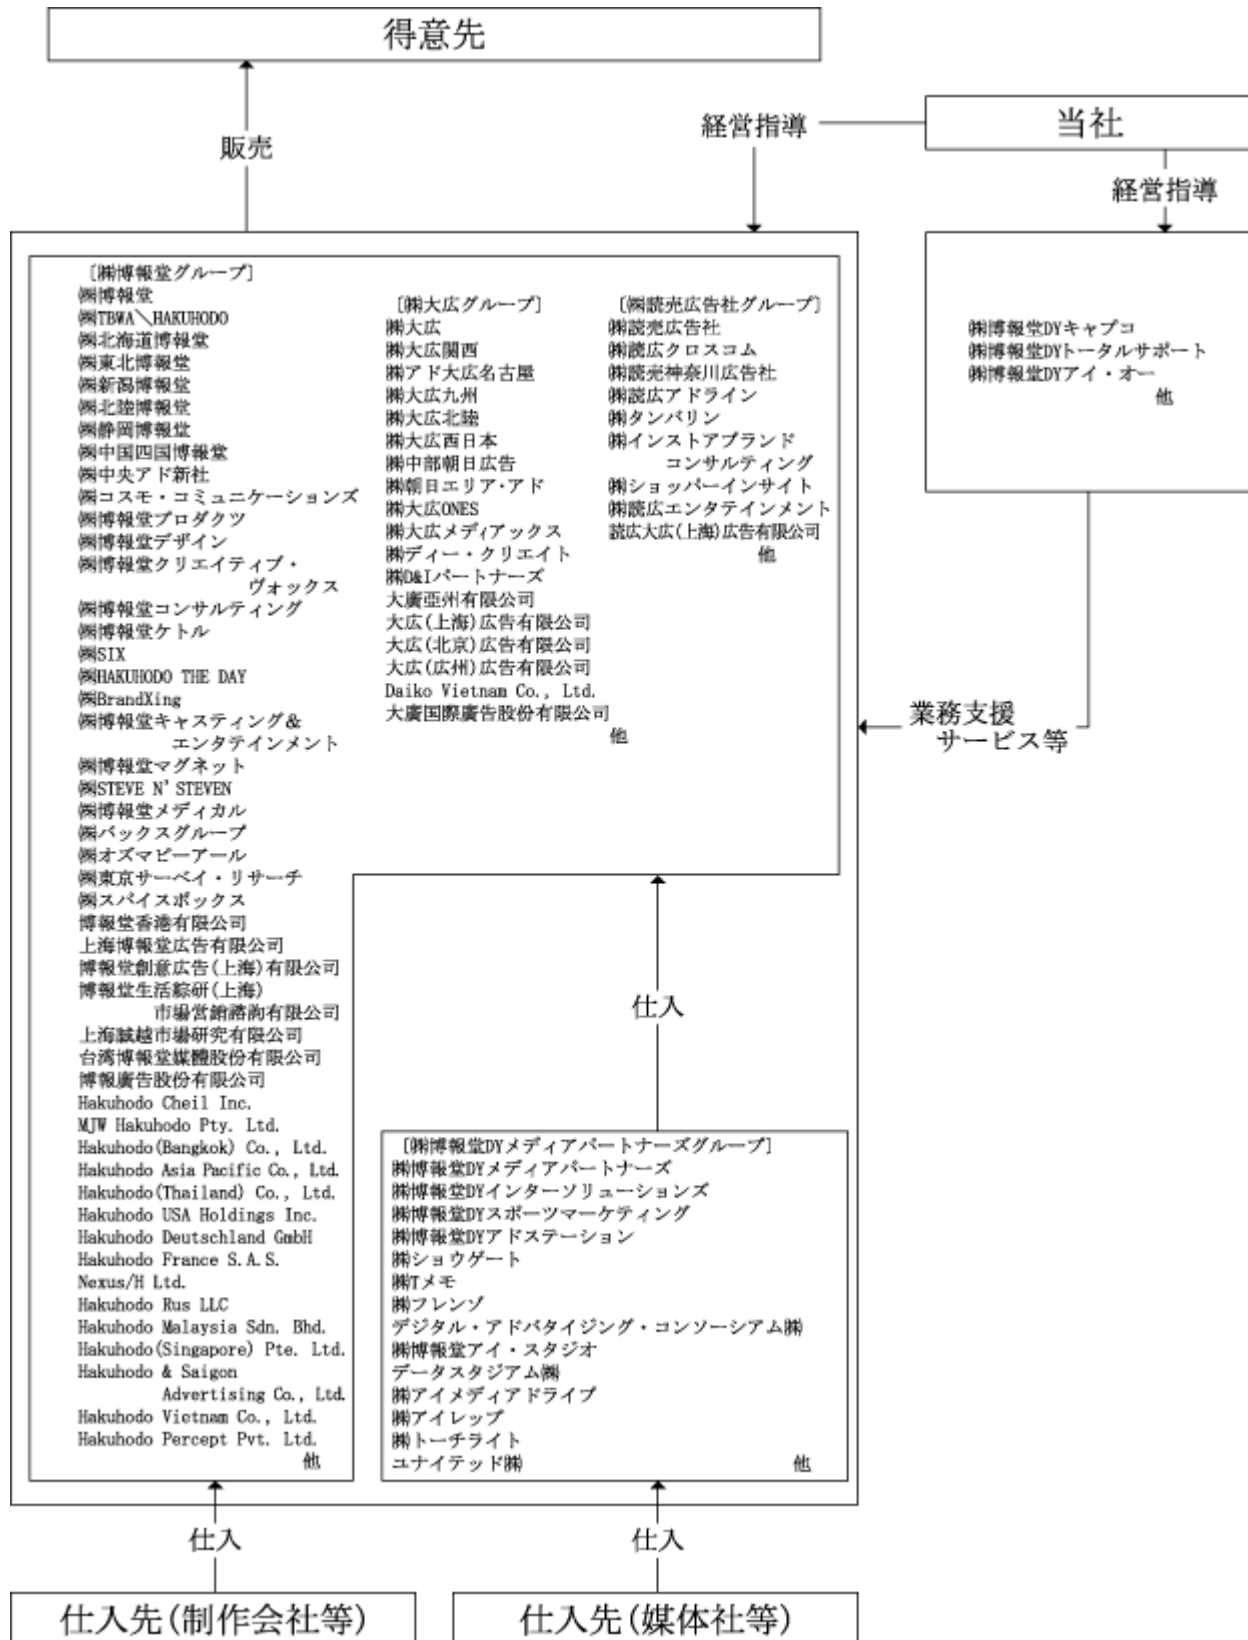 得意先
当社
販売
経営指導
経営指導
[㈱博報堂グループ]
㈱博報堂
㈱TBWA＼HAKUHODO
㈱北海道博報堂
㈱東北博報堂
㈱新潟博報堂
㈱北陸博報堂
㈱静岡博報堂
㈱中国四国博報堂
㈱中央アド新社
㈱コスモ・コミュニケーションズ
㈱博報堂プロダクツ
㈱博報堂デザイン
㈱博報堂クリエイティブ・
ヴォックス
㈱博報堂コンサルティング
㈱博報堂ケトル
㈱SIX
㈱HAKUHODO THE DAY
㈱BrandXing
㈱博報堂キャスティング＆
エンタテインメント
㈱博報堂マグネット
㈱STEVE N' STEVEN
㈱博報堂メディカル
㈱バックスグループ
㈱オズマピーアール
㈱東京サーベイ・リサーチ
㈱スパイスボックス
博報堂香港有限公司
上海博報堂広告有限公司
博報堂創意広告(上海)有限公司
博報堂生活綜研(上海)
市場営銷諮詢有限公司
上海誠越市場研究有限公司
台湾博報堂媒體股份有限公司
博報廣告股份有限公司
Hakuhodo Cheil Inc.
MJW Hakuhodo Pty. Ltd.
Hakuhodo(Bangkok) Co., Ltd.
Hakuhodo Asia Pacific Co., Ltd.
Hakuhodo(Thailand) Co., Ltd.
Hakuhodo USA Holdings Inc.
Hakuhodo Deutschland GmbH
Hakuhodo France S.A.S.
Nexus/H Ltd.
Hakuhodo Rus LLC
Hakuhodo Malaysia Sdn. Bhd.
Hakuhodo(Singapore) Pte. Ltd.
Hakuhodo & Saigon
Advertising Co., Ltd.
Hakuhodo Vietnam Co., Ltd.
Hakuhodo Percept Pvt. Ltd.
他
[㈱大広グループ]
㈱大広
㈱大広関西
㈱アド大広名古屋
㈱大広九州
㈱大広北陸
㈱大広西日本
㈱中部朝日広告
㈱朝日エリア・アド
㈱大広ONES
㈱大広メディアックス
㈱ディー・クリエイト
㈱D&Iパートナーズ
大廣亞州有限公司
大広(上海)広告有限公司
大広(北京)広告有限公司
大広(広州)広告有限公司
Daiko Vietnam Co., Ltd.
大廣国際廣告股份有限公司
他
[㈱読売広告社グループ]
㈱読売広告社
㈱読広クロスコム
㈱読売神奈川広告社
㈱読広アドライン
㈱タンバリン
㈱インストアブランド
コンサルティング
㈱ショッパーインサイト
㈱読広エンタテインメント
読広大広(上海)広告有限公司
他
㈱博報堂DYキャプコ
㈱博報堂DYトータルサポート
㈱博報堂DYアイ・オー
他
業務支援
サービス等
仕入
[㈱博報堂DYメディアパートナーズグループ]
㈱博報堂DYメディアパートナーズ
㈱博報堂DYインターソリューションズ
㈱博報堂DYスポーツマーケティング
㈱博報堂DYアドステーション
㈱ショウゲート
㈱Tメモ
㈱フレンゾ
デジタル・アドバタイジング・コンソーシアム㈱
㈱博報堂アイ・スタジオ
データスタジアム㈱
㈱アイメディアドライブ
㈱アイレップ
㈱トーチライト
ユナイテッド㈱
他
仕入
仕入
仕入先(制作会社等)
仕入先(媒体社等)